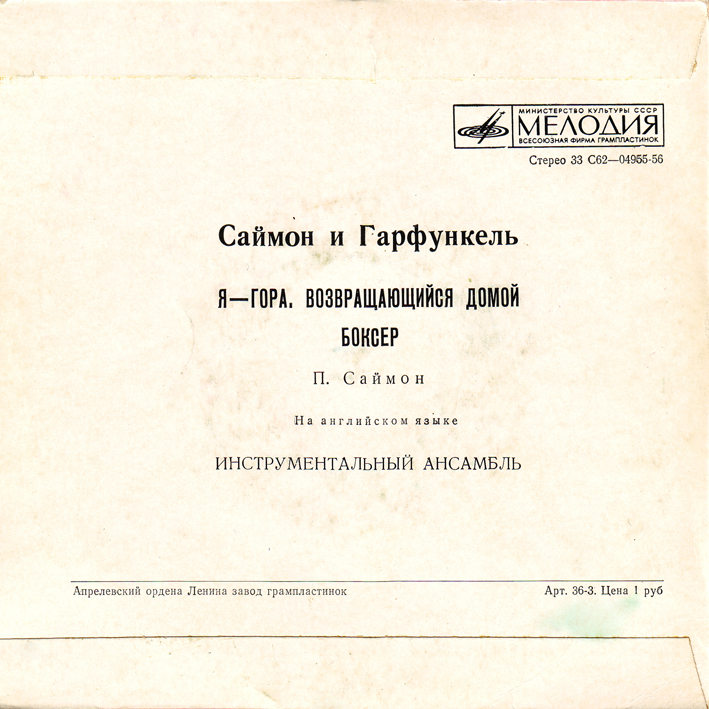 МИНИСТЕРСТВО КУЛЬТУРЫ СССР
МЕЛОДИЯ
ВСЕСОЮЗНАЯ ФИРМА ГРАМПЛАСТИНОК
Стерео 33 С62—04955-56
Саймон и Гарфункель
Я—ГОРА. ВОЗВРАЩАЮЩИЙСЯ ДОМОЙ
БОКСЕР
П. Саймон
На английском языке
ИНСТРУМЕНТАЛЬНЫЙ АНСАМБЛЬ
Апрелевский ордена Ленина завод грампластинок
Арт. 36-3. Цена 1 руб